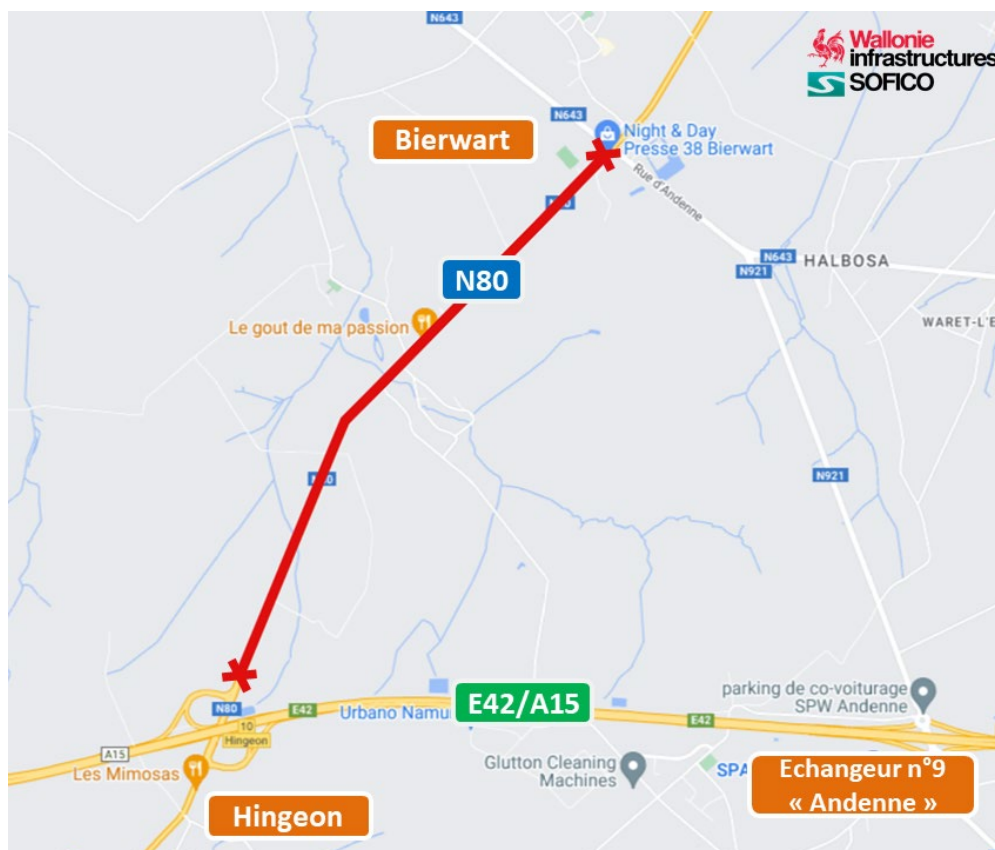 N643
Wallonie
infrastructures
SOFICO
N643
Bierwart
Night & Day
Presse 38 Bierwart
Rue d'Andenne
N643
HALBOSA
N921
N80
WARET-L'E
Le gout de ma passion
N921
parking de co-voiturage
SPW Andenne
N80
E42
Urbano Namu
E42/A15
E42
10
Hingeon
A15
Les Mimosas
Glutton Cleaning
Machines
SPA
Echangeur n°9
« Andenne »
Hingeon